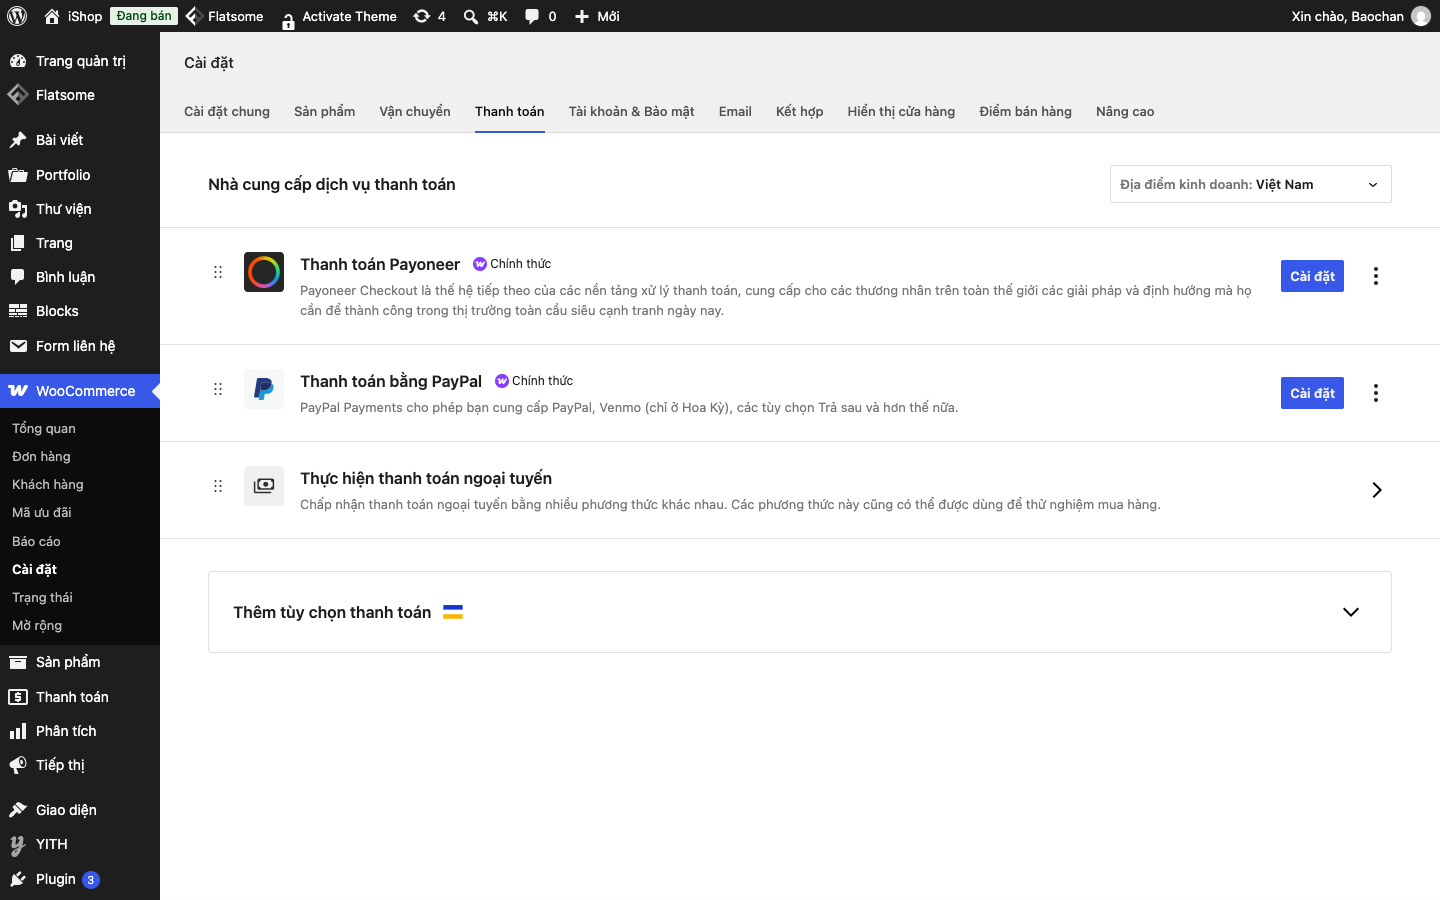 iShop Đang bán Flatsome Activate Theme 4 ⌘K 0 Mới Xin chào, Baochan
Trang quản trị
Flatsome
Bài viết
Portfolio
Thư viện
Trang
Bình luận
Blocks
Form liên hệ
WooCommerce
Tổng quan
Đơn hàng
Khách hàng
Mã ưu đãi
Báo cáo
Cài đặt
Trạng thái
Mở rộng
Sản phẩm
Thanh toán
Phân tích
Tiếp thị
Giao diện
YITH
Plugin 3
Cài đặt
Cài đặt chung Sản phẩm Vận chuyển Thanh toán Tài khoản & Bảo mật Email Kết hợp Hiển thị cửa hàng Điểm bán hàng Nâng cao
Nhà cung cấp dịch vụ thanh toán
Địa điểm kinh doanh: Việt Nam
Thanh toán Payoneer Chính thức
Payoneer Checkout là thế hệ tiếp theo của các nền tảng xử lý thanh toán, cung cấp cho các thương nhân trên toàn thế giới các giải pháp và định hướng mà họ
cần để thành công trong thị trường toàn cầu siêu cạnh tranh ngày nay.
Cài đặt
Thanh toán bằng PayPal Chính thức
PayPal Payments cho phép bạn cung cấp PayPal, Venmo (chỉ ở Hoa Kỳ), các tùy chọn Trả sau và hơn thế nữa.
Cài đặt
Thực hiện thanh toán ngoại tuyến
Chấp nhận thanh toán ngoại tuyến bằng nhiều phương thức khác nhau. Các phương thức này cũng có thể được dùng để thử nghiệm mua hàng.
Thêm tùy chọn thanh toán